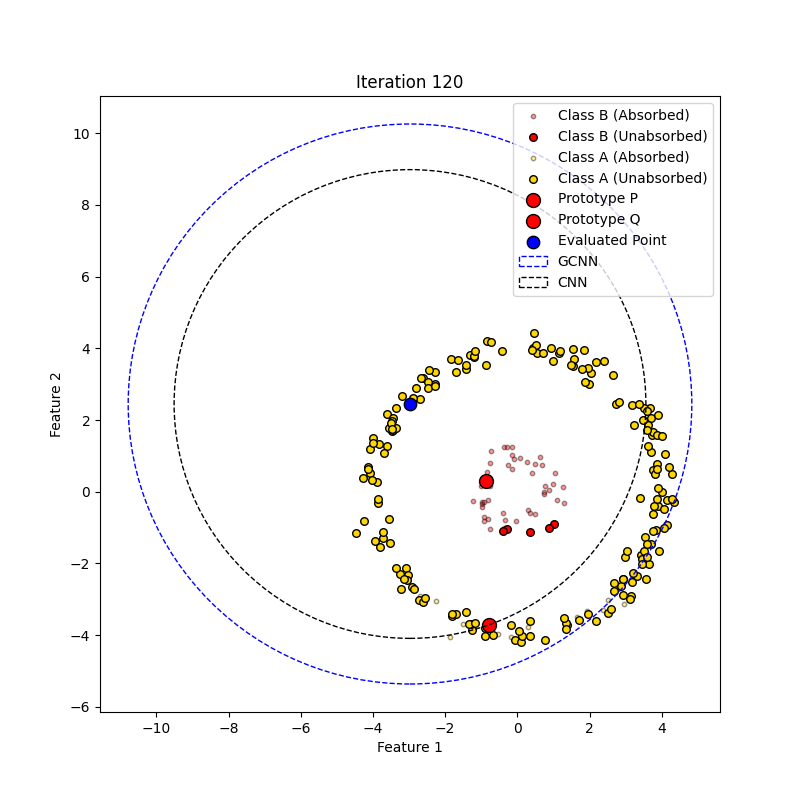 Iteration 120
Class B (Absorbed)
Class B (Unabsorbed)
Class A (Absorbed)
Class A (Unabsorbed)
Prototype P
Prototype Q
Evaluated Point
GCNN
CNN
10
8
6
4
2
0
−2
−4
−6
Feature 2
−10 −8 −6 −4 −2 0 2 4
Feature 1